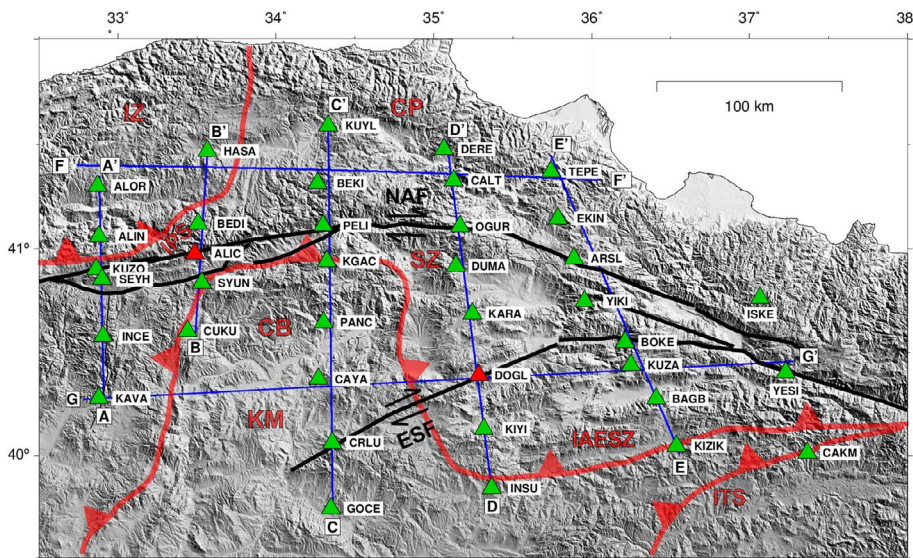 33° 34° 35° 36° 37° 38
100 km
C' KUYL CP
IZ
B' HASA D' DERE E'
F A' BEKI CALT TEPE F'
ALOR NAF
BEDI PELI OGUR EKIN
ALIN
41°
ALIC KGAC SZ DUMA ARSL
KUZO
SEYH SYUN
YIKI ISKE
INCE CUKU CB PANC KARA
B BOKE
KUZA G'
CAYA DOGL YESI
G KAVA BAGB
A KM
CRLU ESF KIYI IAESZ
40° KIZIK CAKM
E
INSU ITS
GOCE D
C